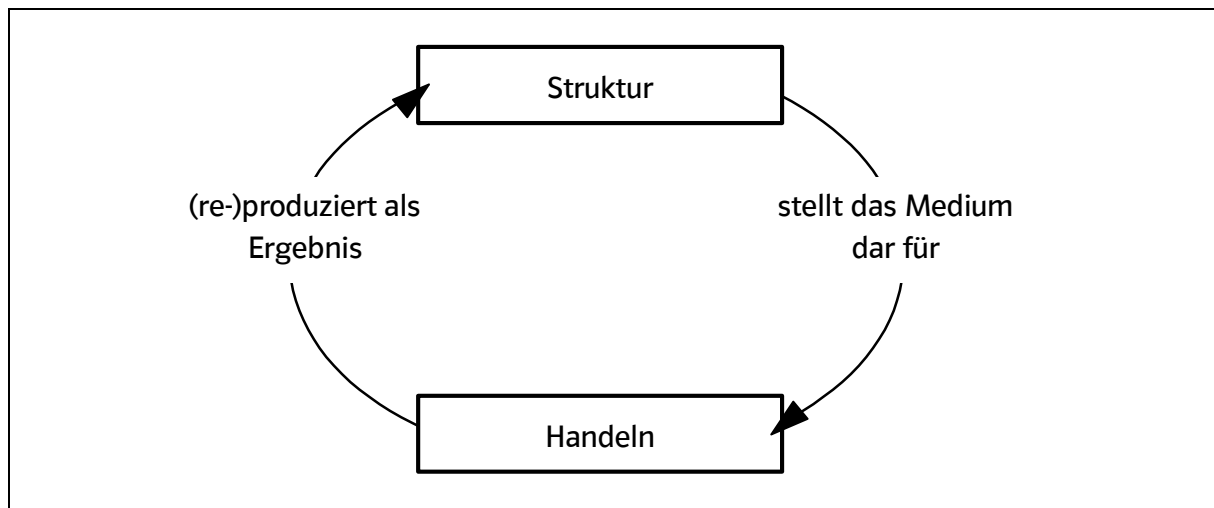 Struktur
(re-)produziert als
Ergebnis
stellt das Medium
dar für
Handeln